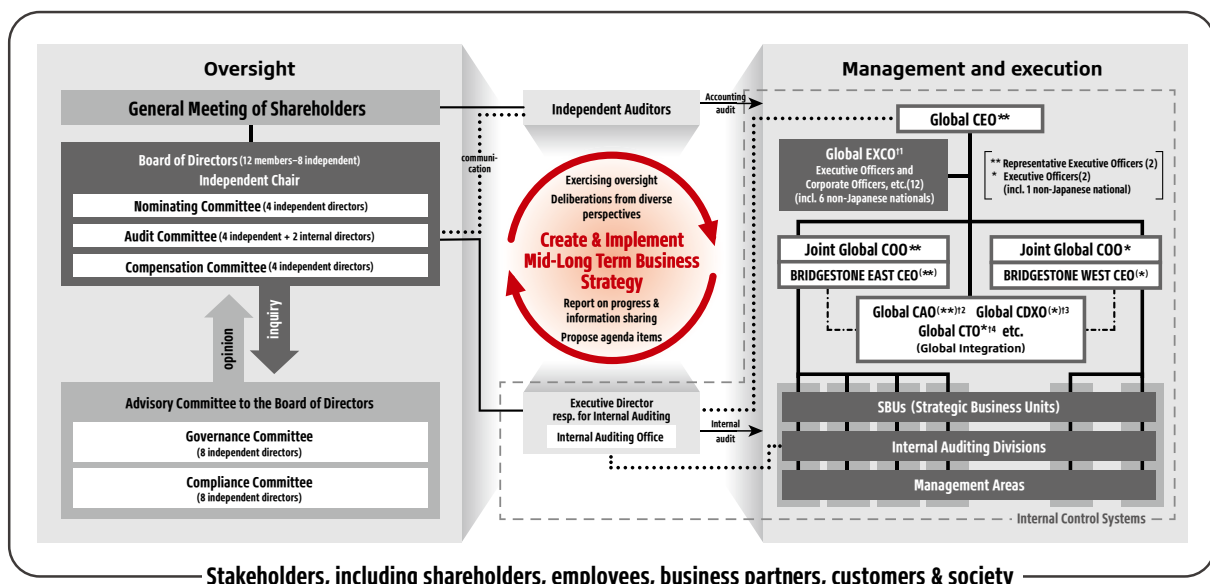 Oversight
General Meeting of Shareholders
Board of Directors (12 members–8 independent)
Independent Chair
Nominating Committee (4 independent directors)
Audit Committee (4 independent + 2 internal directors)
Compensation Committee (4 independent directors)
opinion
inquiry
Advisory Committee to the Board of Directors
Governance Committee
(8 independent directors)
Compliance Committee
(8 independent directors)
communi-
cation
Independent Auditors
Accounting
audit
Exercising oversight
Deliberations from diverse
perspectives
Create & Implement
Mid-Long Term Business
Strategy
Report on progress &
information sharing
Propose agenda items
Executive Director
resp. for Internal Auditing
Internal Auditing Office
Internal
audit
Management and execution
Global CEO**
Global EXCO†1
Executive Officers and
Corporate Officers, etc.(12)
(incl. 6 non-Japanese nationals)
** Representative Executive Officers (2)
* Executive Officers(2)
(incl. 1 non-Japanese national)
Joint Global COO**
BRIDGESTONE EAST CEO(**)
Joint Global COO*
BRIDGESTONE WEST CEO(*)
Global CAO(**)†2 Global CDXO(*)†3
Global CTO*†4 etc.
(Global Integration)
SBUs (Strategic Business Units)
Internal Auditing Divisions
Management Areas
Internal Control Systems
Stakeholders, including shareholders, employees, business partners, customers & society